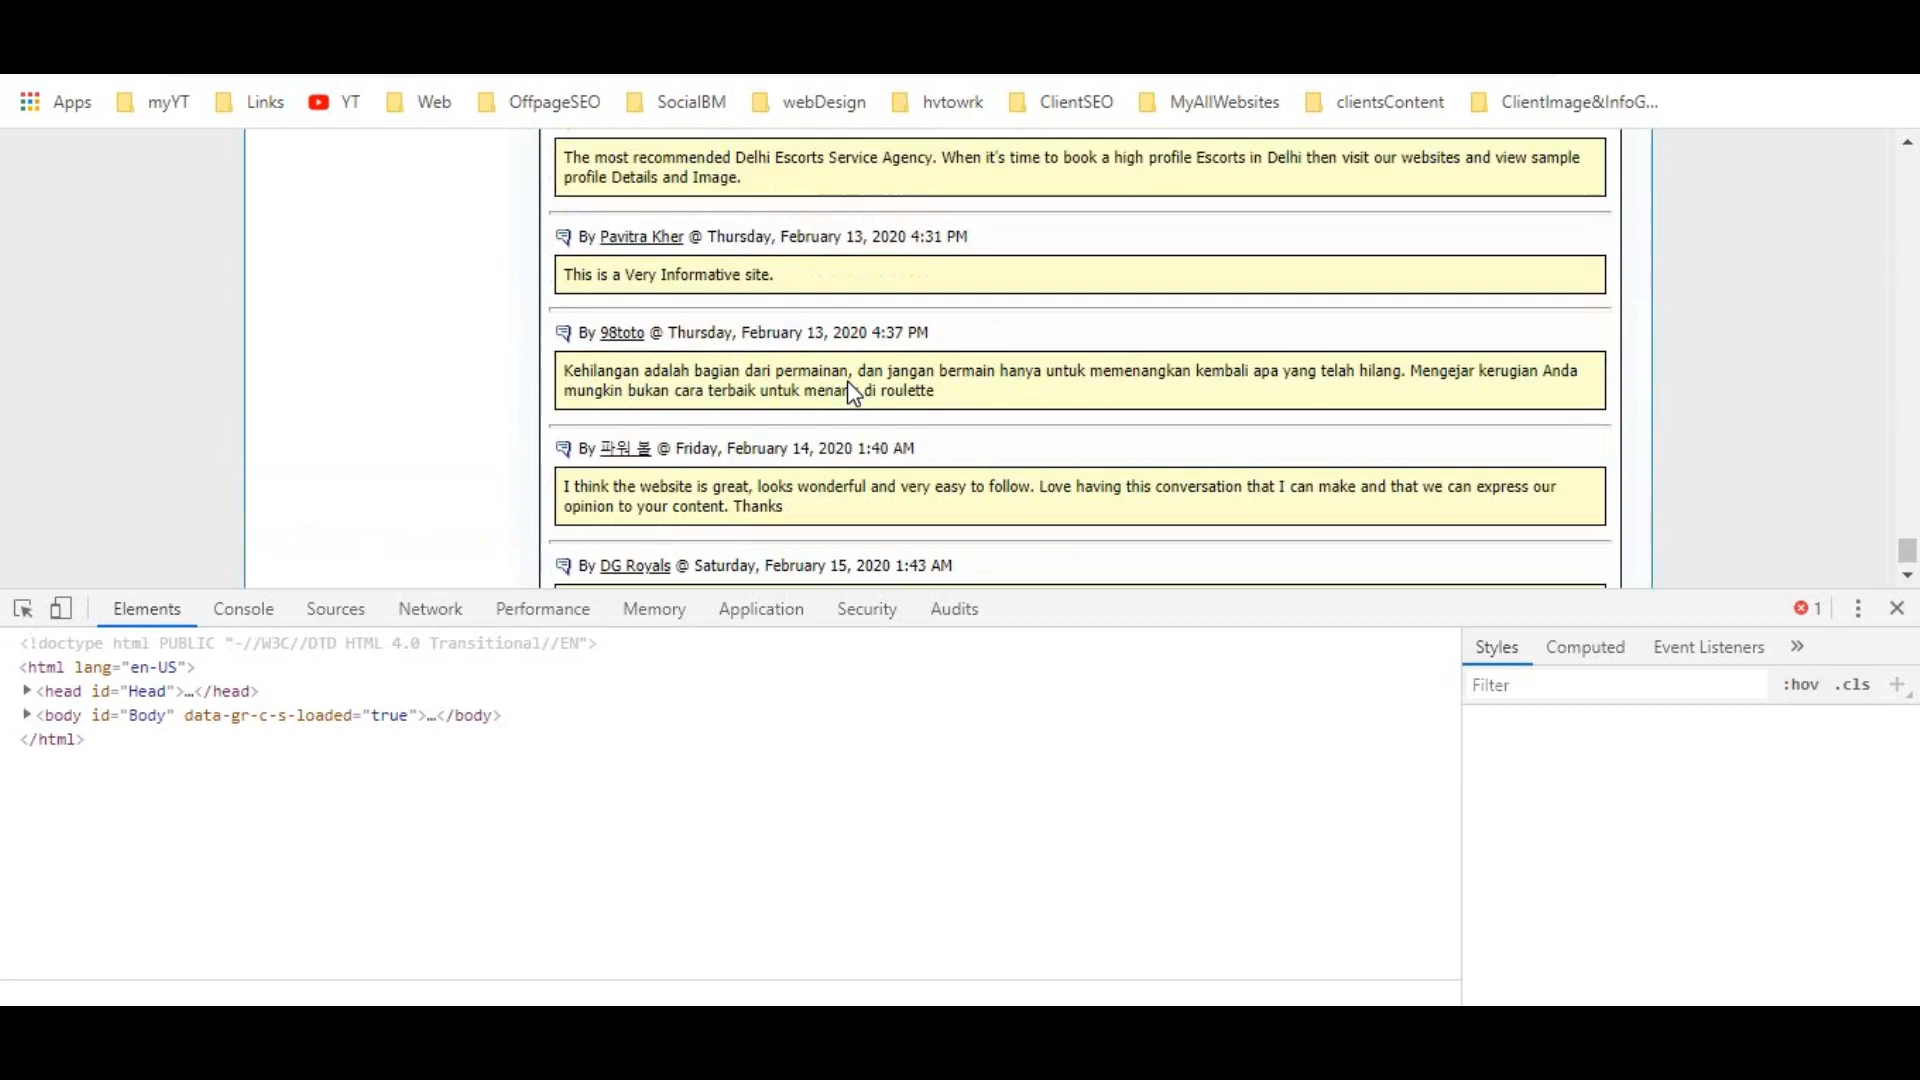 Apps myYT Links YT Web OffpageSEO SocialBM webDesign hvtowrk ClientSEO MyAllWebsites clientsContent ClientImage&InfoG...
The most recommended Delhi Escorts Service Agency. When it's time to book a high profile Escorts in Delhi then visit our websites and view sample
profile Details and Image.
By Pavitra Kher @ Thursday, February 13, 2020 4:31 PM
This is a Very Informative site.
By 98toto @ Thursday, February 13, 2020 4:37 PM
Kehilangan adalah bagian dari permainan, dan jangan bermain hanya untuk memenangkan kembali apa yang telah hilang. Mengejar kerugian Anda
mungkin bukan cara terbaik untuk menang di roulette
By 파워 볼 @ Friday, February 14, 2020 1:40 AM
I think the website is great, looks wonderful and very easy to follow. Love having this conversation that I can make and that we can express our
opinion to your content. Thanks
By DG Royals @ Saturday, February 15, 2020 1:43 AM
Elements Console Sources Network Performance Memory Application Security Audits 1
<!doctype html PUBLIC "-//W3C//DTD HTML 4.0 Transitional//EN">
<html lang="en-US">
<head id="Head">…</head>
<body id="Body" data-gr-c-s-loaded="true">…</body>
</html>
Styles Computed Event Listeners »
Filter :hov .cls +